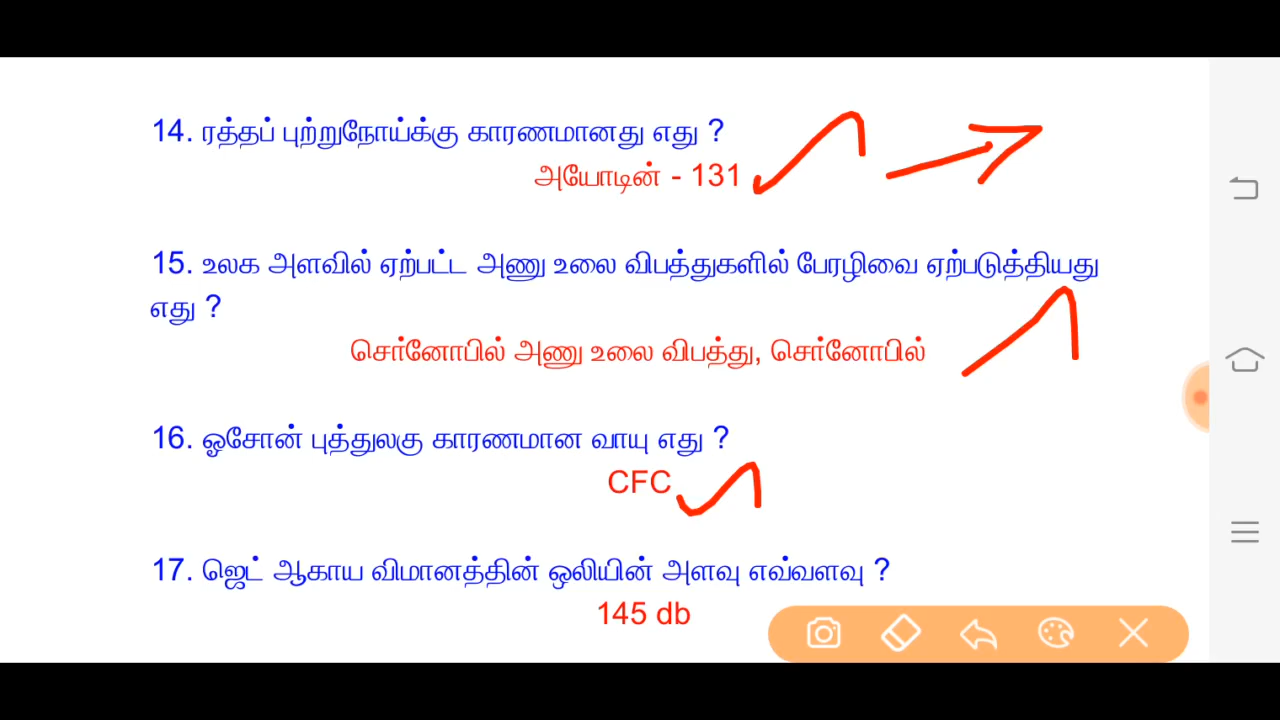 14. ரத்தப் புற்றுநோய்க்கு காரணமானது எது ?
அயோடின் - 131
15. உலக அளவில் ஏற்பட்ட அணு உலை விபத்துகளில் பேரழிவை ஏற்படுத்தியது
எது ?
செர்னோபில் அணு உலை விபத்து, செர்னோபில்
16. ஓசோன் புத்துலகு காரணமான வாயு எது ?
CFC
17. ஜெட் ஆகாய விமானத்தின் ஒலியின் அளவு எவ்வளவு ?
145 db